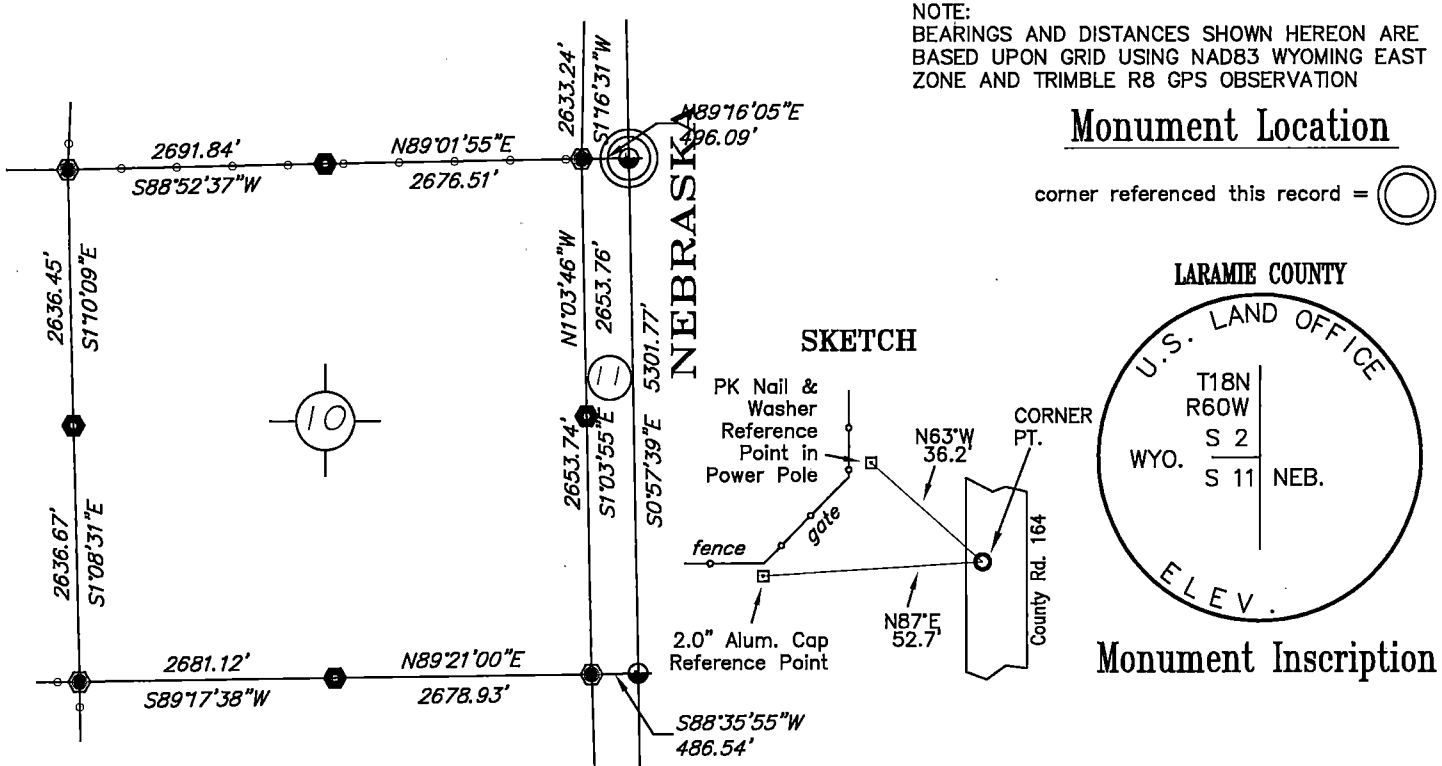 NOTE:
BEARINGS AND DISTANCES SHOWN HEREON ARE
BASED UPON GRID USING NAD83 WYOMING EAST
ZONE AND TRIMBLE R8 GPS OBSERVATION
Monument Location
corner referenced this record =
2633.24'
S1°16'31"W
N89°16'05"E
496.09'
2691.84'
S88°52'37"W
N89°01'55"E
2676.51'
NEBRASKA
2636.45'
S1°10'09"E
N1°03'46"W
2653.76'
5301.77'
S0°57'39"E
10
11
2636.67'
S1°08'31"E
2653.74'
S1°03'55"E
2681.12'
S89°17'38"W
N89°21'00"E
2678.93'
S88°35'55"W
486.54'
SKETCH
PK Nail &
Washer
Reference
Point in
Power Pole
N63°W
36.2'
CORNER
PT.
gate
fence
N87°E
52.7'
County Rd. 164
2.0" Alum. Cap
Reference Point
LARAMIE COUNTY
U.S. LAND OFFICE
T18N
R60W
S 2
WYO.
S 11
NEB.
ELEV.
Monument Inscription